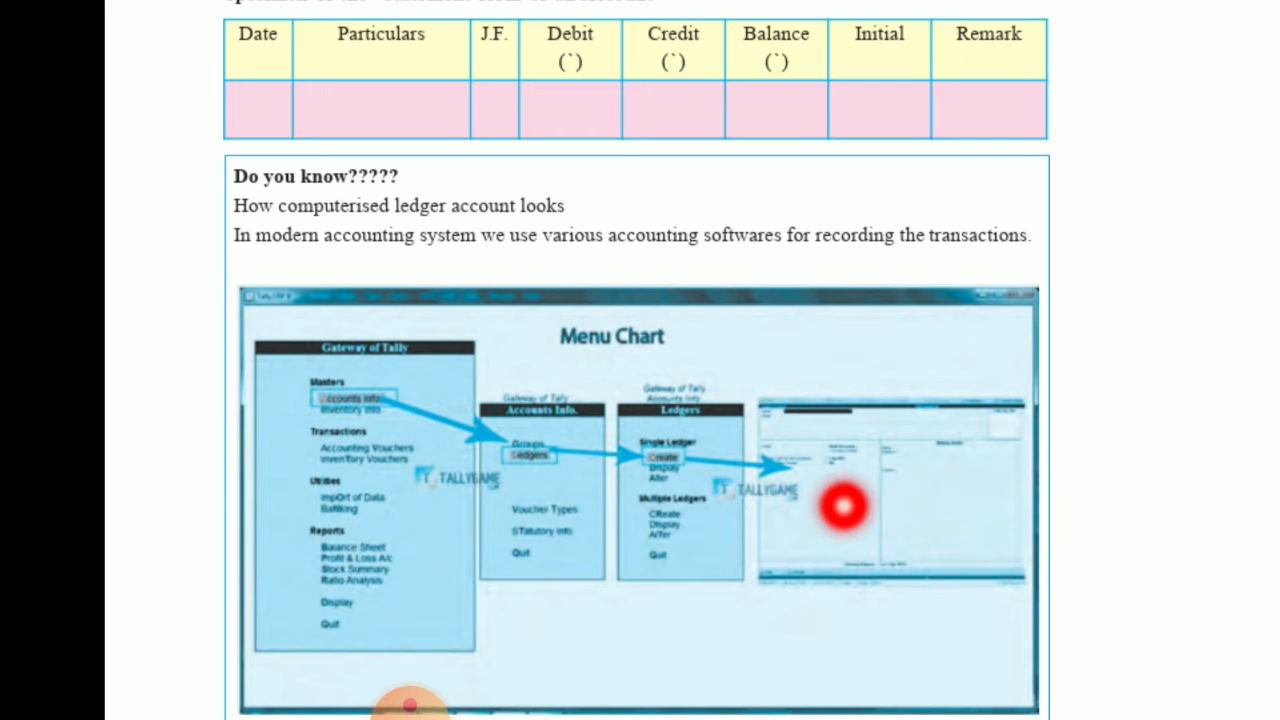 Date Particulars J.F. Debit Credit Balance Initial Remark
(`) (`) (`)
Do you know?????
How computerised ledger account looks
In modern accounting system we use various accounting softwares for recording the transactions.
Tally.ERP 9
Menu Chart
Gateway of Tally
Masters
Accounts Info.
Inventory Info
Transactions
Accounting Vouchers
InvenTory Vouchers
Utilities
ImpOrt of Data
BaNking
Reports
Balance Sheet
Profit & Loss A/c
Stock Summary
Ratio Analysis
Display
Quit
TALLYGAME
Gateway of Tally
Accounts Info.
Groups
Ledgers
Voucher Types
STatutory Info
Quit
Gateway of Tally
Accounts Info
Ledgers
Single Ledger
Create
Display
Alter
Multiple Ledgers
CReate
DIsplay
AlTer
Quit
TALLYGAME